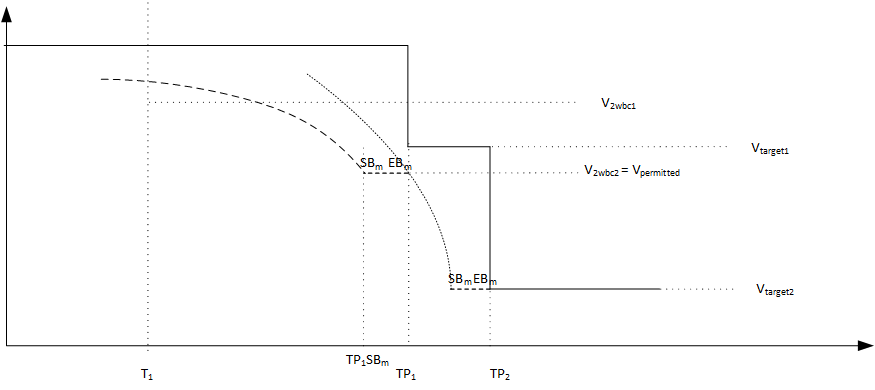 V2wbc1
Vtarget1
SBm EBm
V2wbc2 = Vpermitted
SBm EBm
Vtarget2
TP1SBm
T1
TP1
TP2